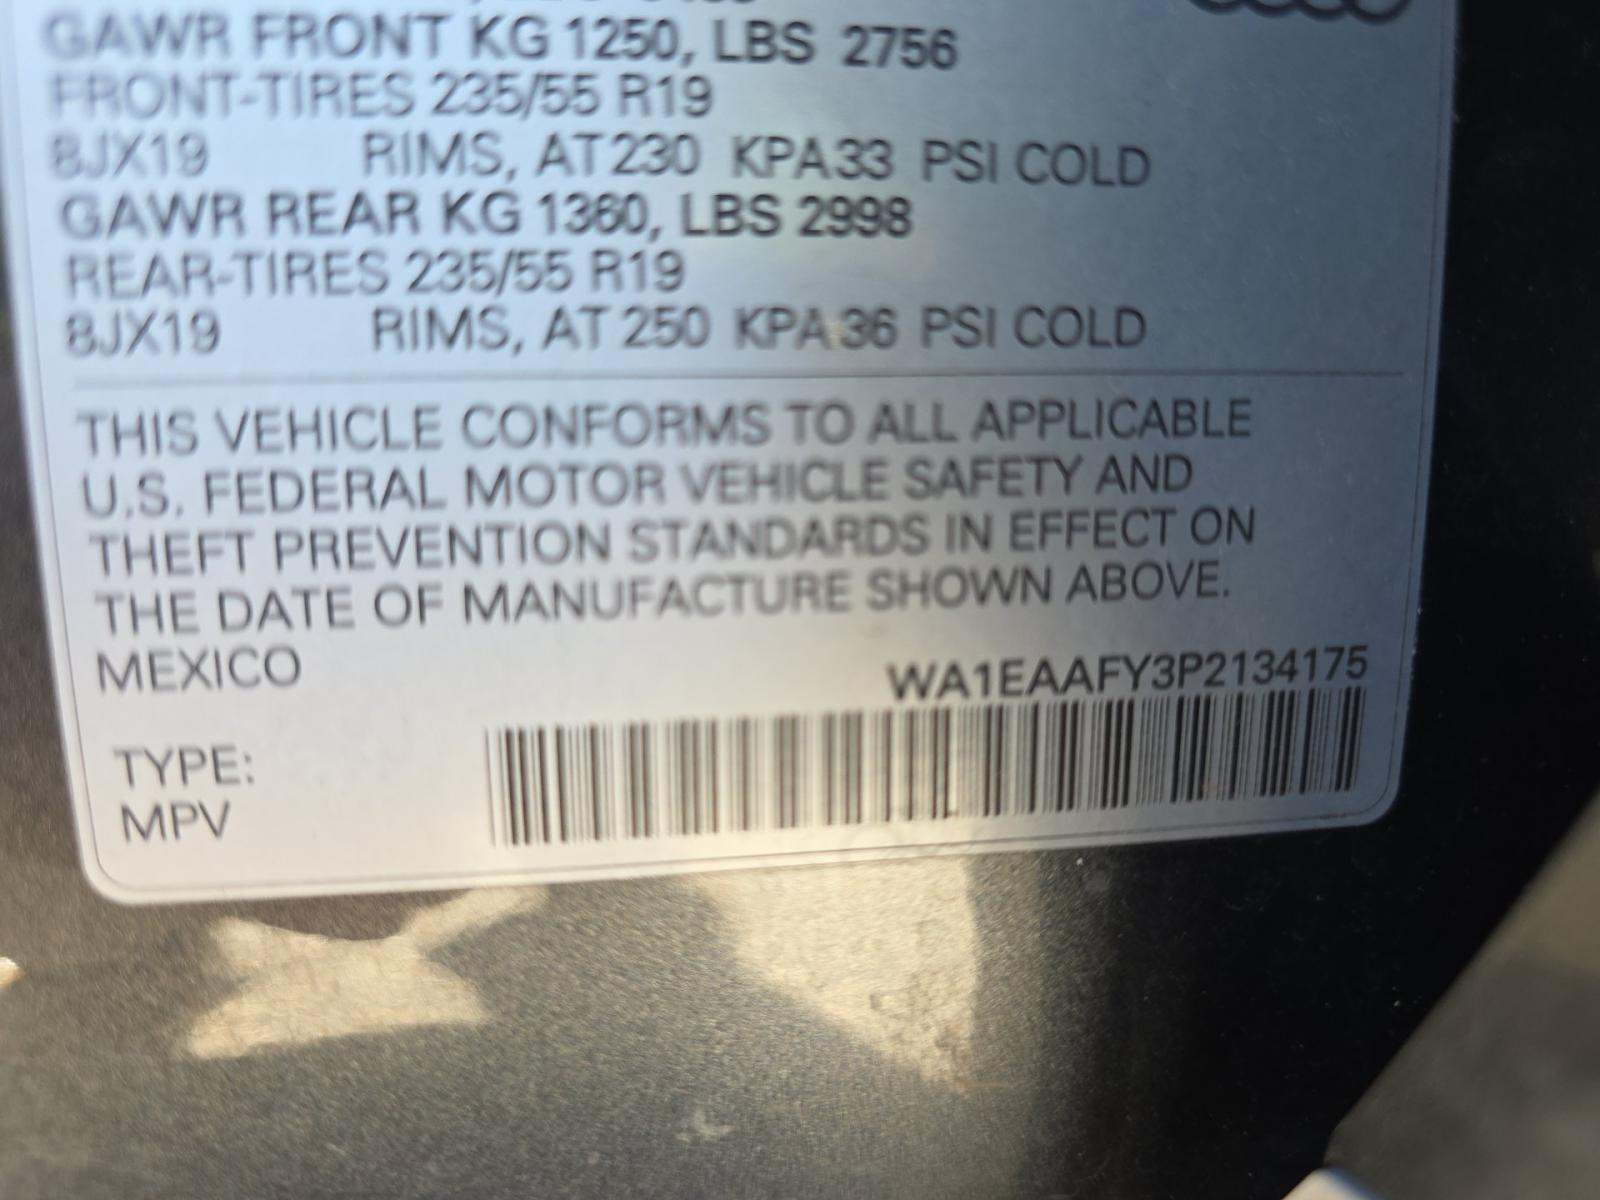 GAWR FRONT KG 1250, LBS 2756
FRONT-TIRES 235/55 R19
8JX19 RIMS, AT 230 KPA 33 PSI COLD
GAWR REAR KG 1360, LBS 2998
REAR-TIRES 235/55 R19
8JX19 RIMS, AT 250 KPA 36 PSI COLD
THIS VEHICLE CONFORMS TO ALL APPLICABLE
U.S. FEDERAL MOTOR VEHICLE SAFETY AND
THEFT PREVENTION STANDARDS IN EFFECT ON
THE DATE OF MANUFACTURE SHOWN ABOVE.
MEXICO WA1EAAFY3P2134175
TYPE:
MPV